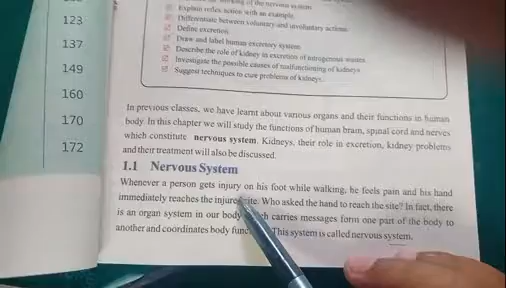 123
137
149
160
170
172
working of the nervous system
Explain reflex action with an example.
Differentiate between voluntary and involuntary actions.
Define excretion.
Draw and label human excretory system.
Describe the role of kidney in excretion of nitrogenous wastes.
Investigate the possible causes of malfunctioning of kidneys.
Suggest techniques to cure problems of kidneys.
In previous classes, we have learnt about various organs and their functions in human
body. In this chapter we will study the functions of human brain, spinal cord and nerves
which constitute nervous system. Kidneys, their role in excretion, kidney problems
and their treatment will also be discussed.
1.1 Nervous System
Whenever a person gets injury on his foot while walking, he feels pain and his hand
immediately reaches the injure site. Who asked the hand to reach the site? In fact, there
is an organ system in our body ch carries messages form one part of the body to
another and coordinates body func This system is called nervous system.